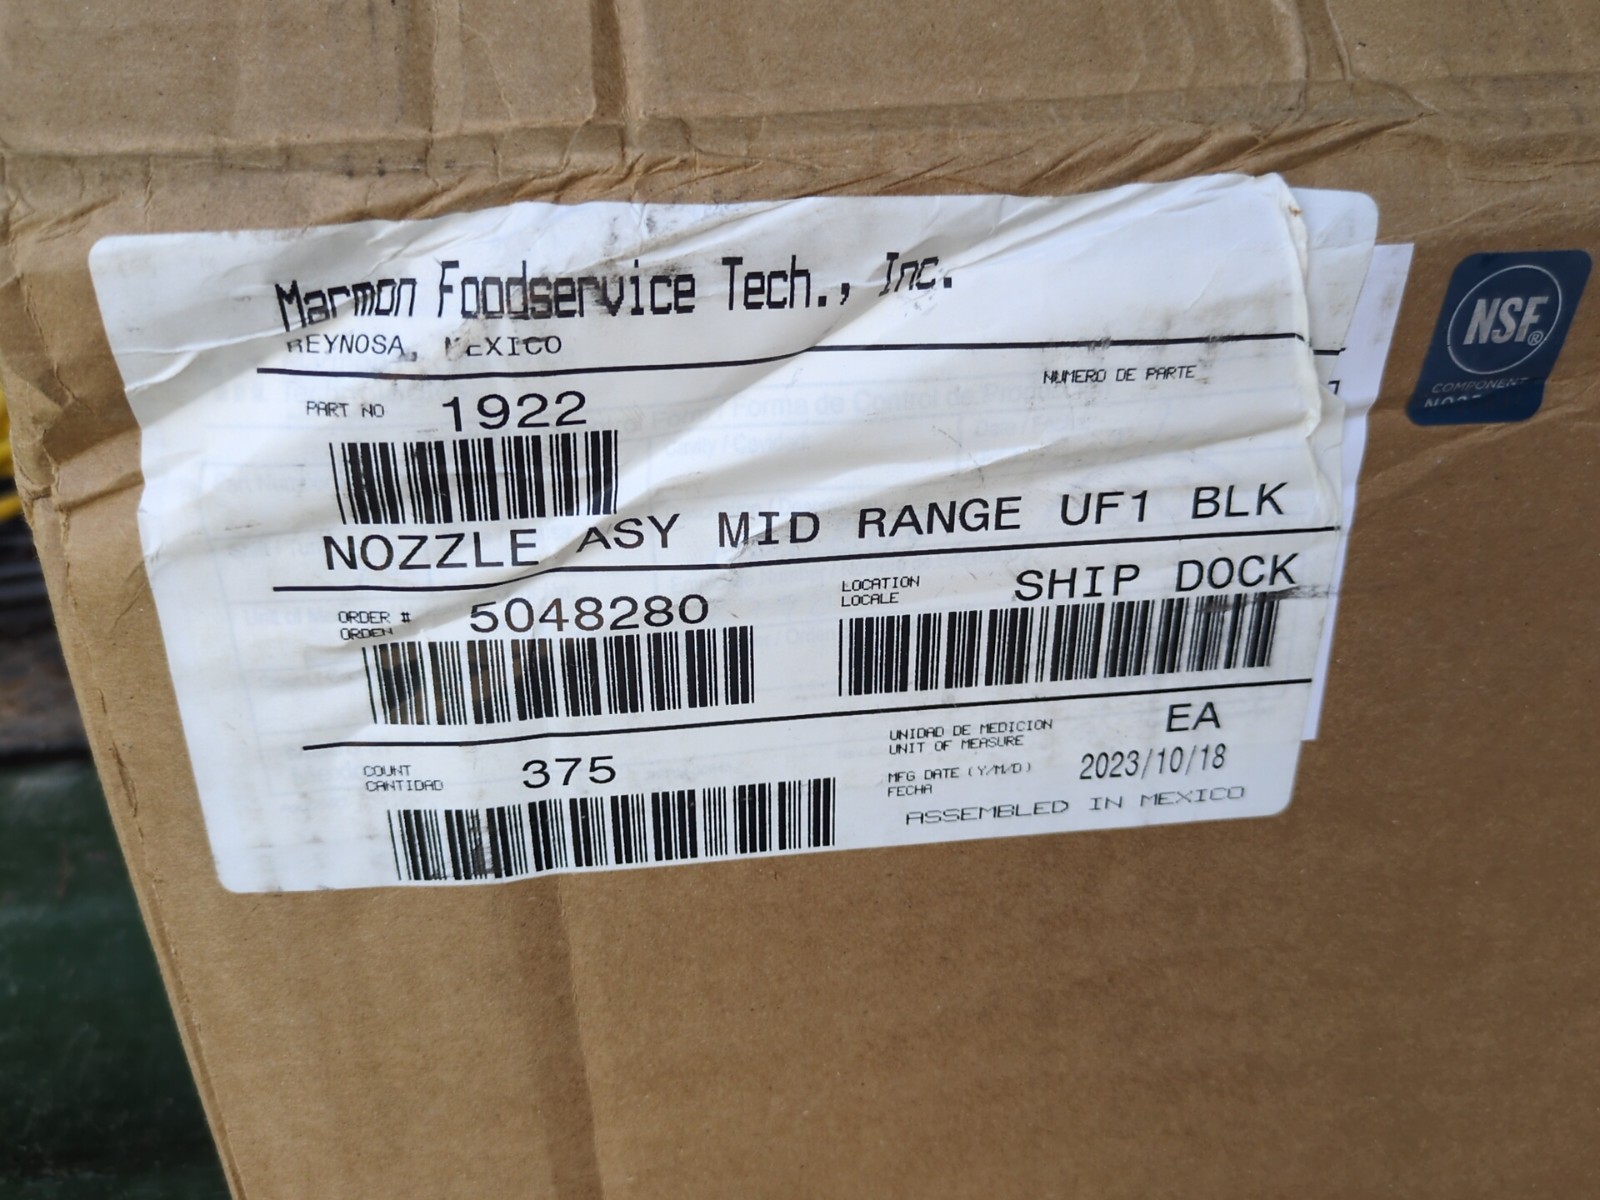 Marmon Foodservice Tech., Inc.
REYNOSA, MEXICO
NUMERO DE PARTE
PART NO 1922
NOZZLE ASY MID RANGE UF1 BLK
ORDER # 5048280
ORDEN
LOCATION SHIP DOCK
LOCALE
COUNT 375
CANTIDAD
UNIDAD DE MEDICION EA
UNIT OF MEASURE
MFG DATE (Y/M/D) 2023/10/18
FECHA
ASSEMBLED IN MEXICO
NSF®
COMPONENT